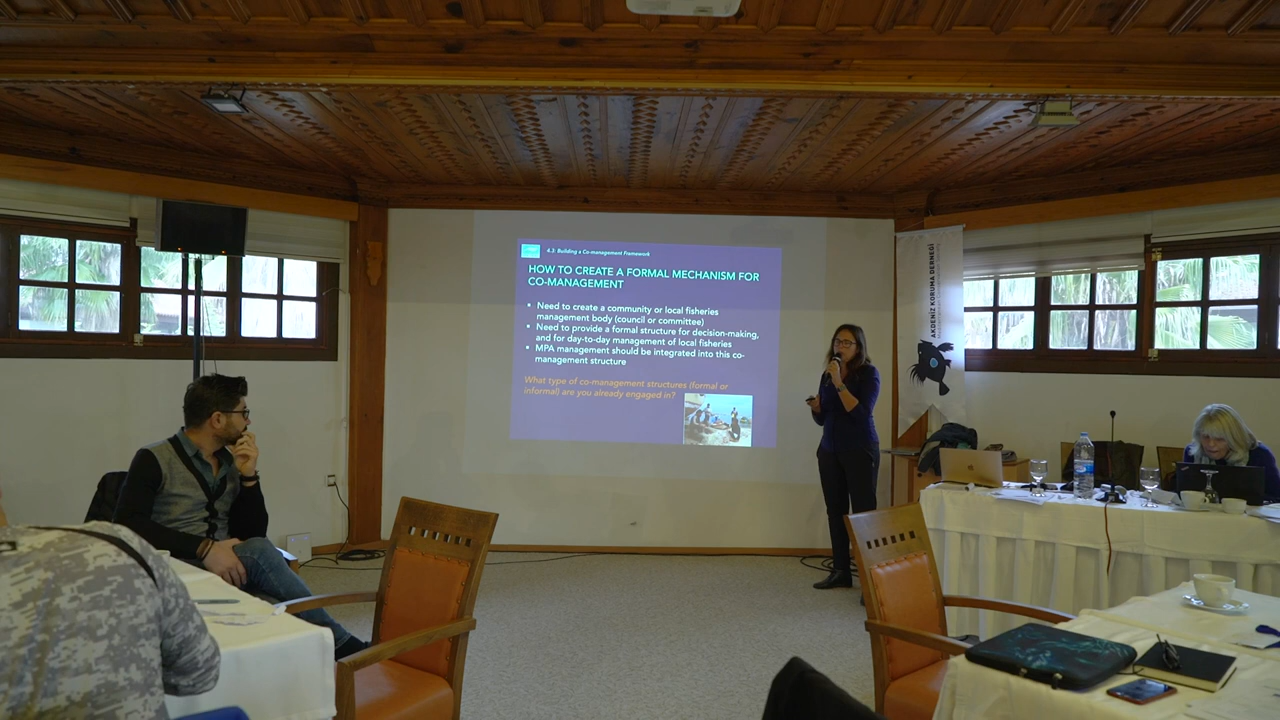 4.3: Building a Co-management Framework
HOW TO CREATE A FORMAL MECHANISM FOR
CO-MANAGEMENT
▪ Need to create a community or local fisheries
management body (council or committee)
▪ Need to provide a formal structure for decision-making,
and for day-to-day management of local fisheries
▪ MPA management should be integrated into this co-
management structure
What type of co-management structures (formal or
informal) are you already engaged in?
AKDENİZ KORUMA DERNEĞİ